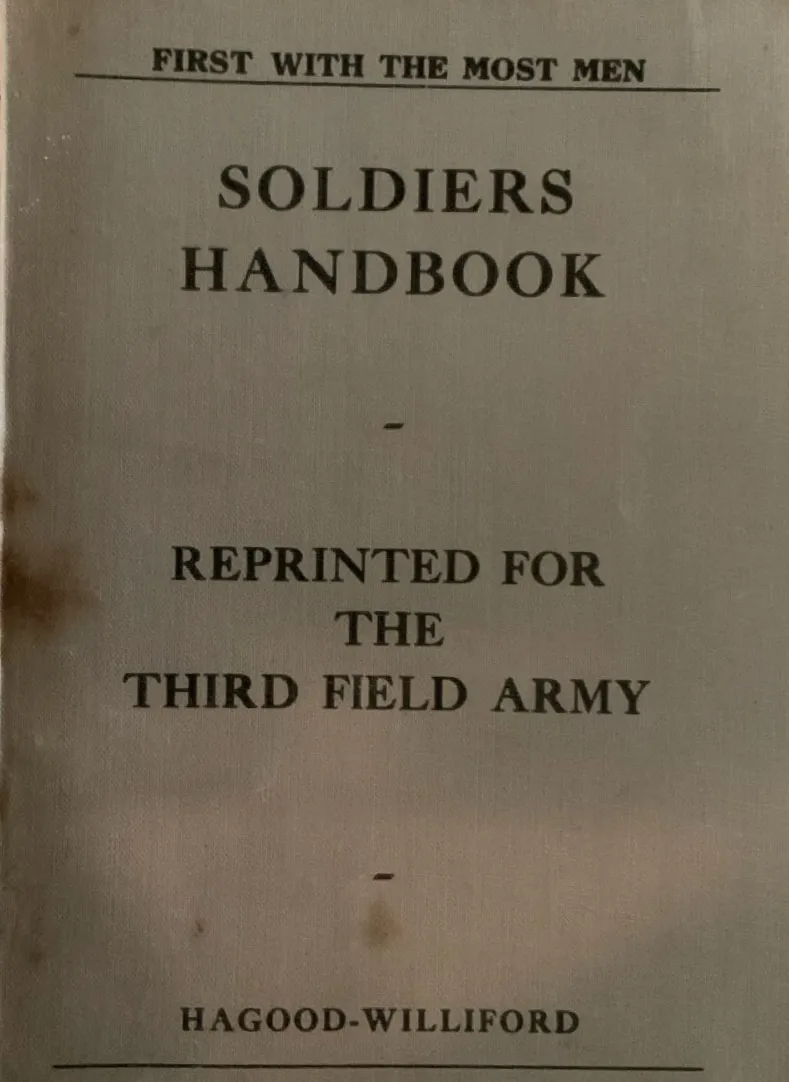 FIRST WITH THE MOST MEN
SOLDIERS
HANDBOOK
-
REPRINTED FOR
THE
THIRD FIELD ARMY
-
HAGOOD-WILLIFORD